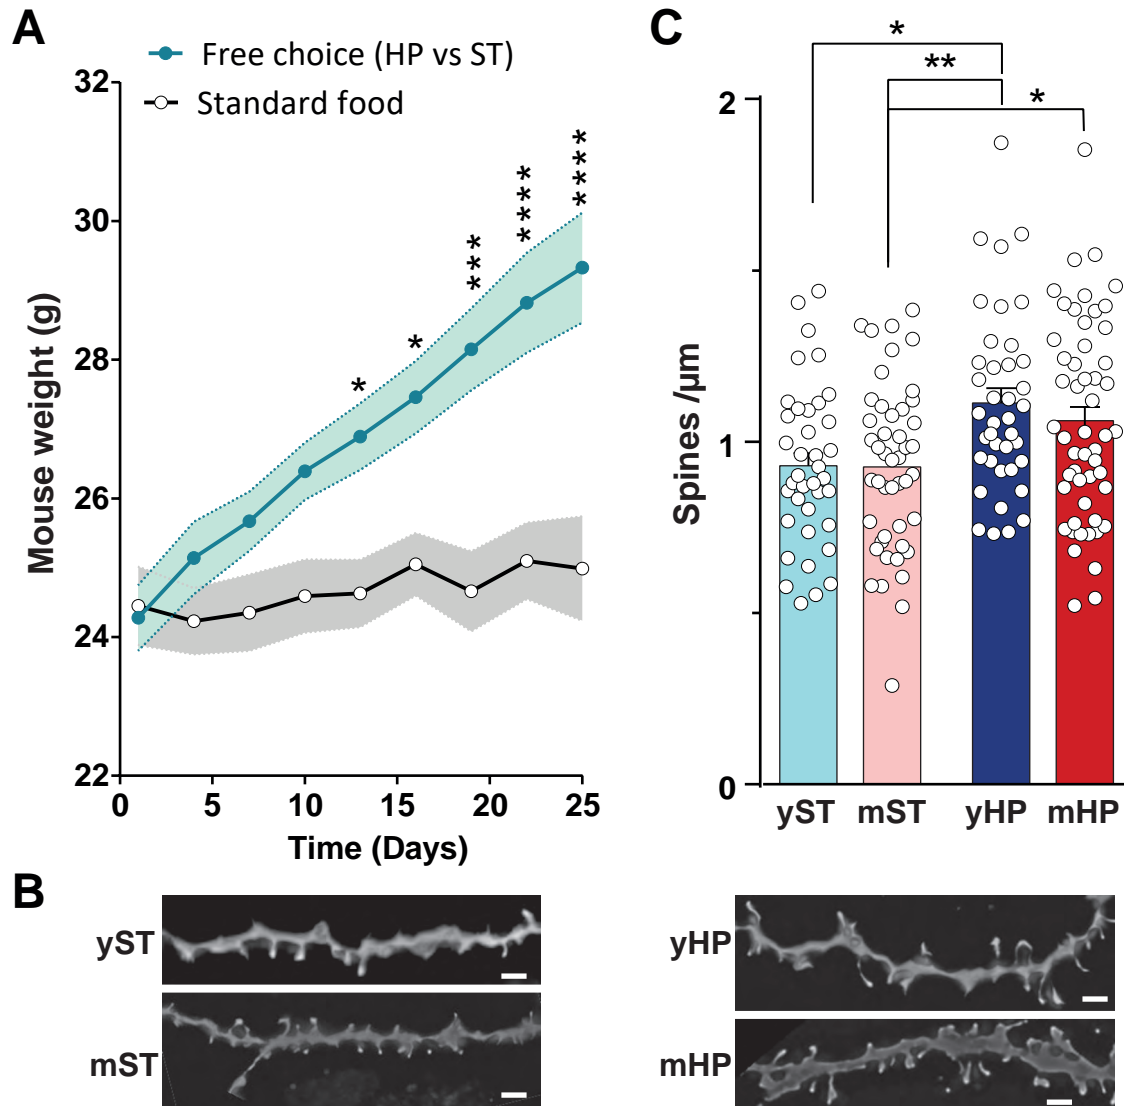 A
Free choice (HP vs ST)
Standard food
Mouse weight (g)
32
30
28
26
24
22
*
*
***
****
****
0
5
10
15
20
25
Time (Days)
C
*
**
*
Spines /µm
2
1
0
yST
mST
yHP
mHP
B
yST
mST
yHP
mHP